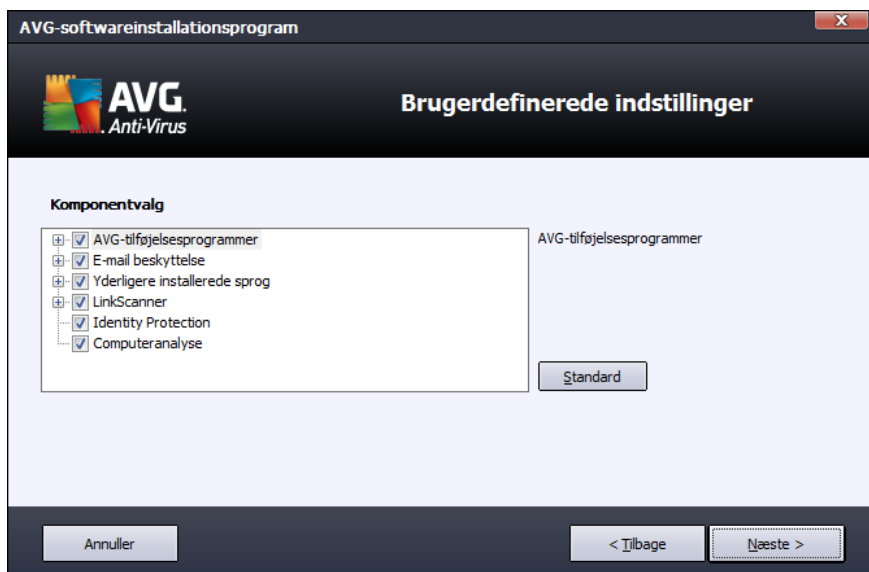 AVG-softwareinstallationsprogram
X
AVG.
Anti-Virus
Brugerdefinerede indstillinger
Komponentvalg
AVG-tilføjelsesprogrammer
E-mail beskyttelse
Yderligere installerede sprog
LinkScanner
Identity Protection
Computeranalyse
AVG-tilføjelsesprogrammer
Standard
Annuller
< Tilbage
Næste >